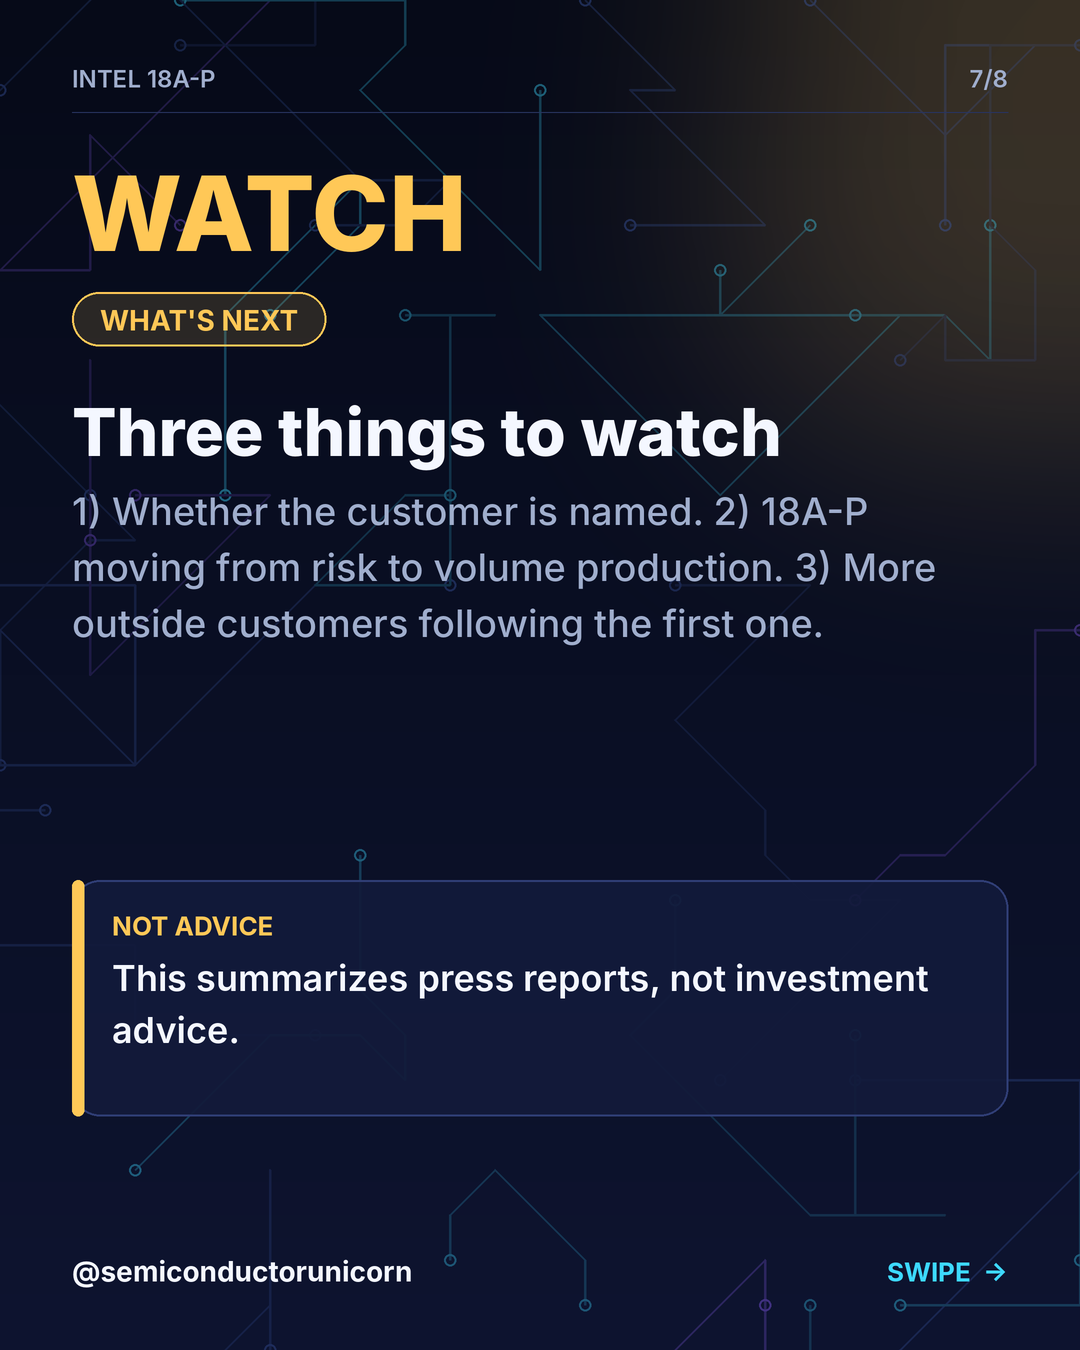 INTEL 18A-P
7/8
WATCH
WHAT'S NEXT
Three things to watch
1) Whether the customer is named. 2) 18A-P
moving from risk to volume production. 3) More
outside customers following the first one.
NOT ADVICE
This summarizes press reports, not investment
advice.
@semiconductorunicorn
SWIPE →